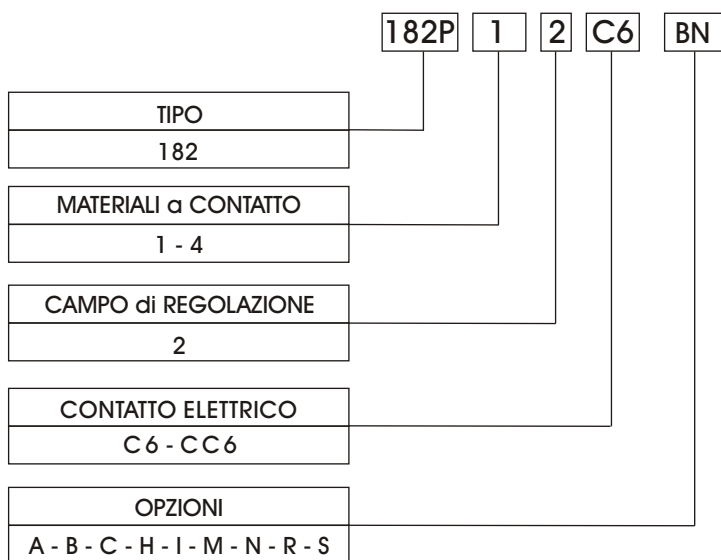 182P 1 2 C6 BN
TIPO
182
MATERIALI a CONTATTO
1 - 4
CAMPO di REGOLAZIONE
2
CONTATTO ELETTRICO
C6 - CC6
OPZIONI
A - B - C - H - I - M - N - R - S